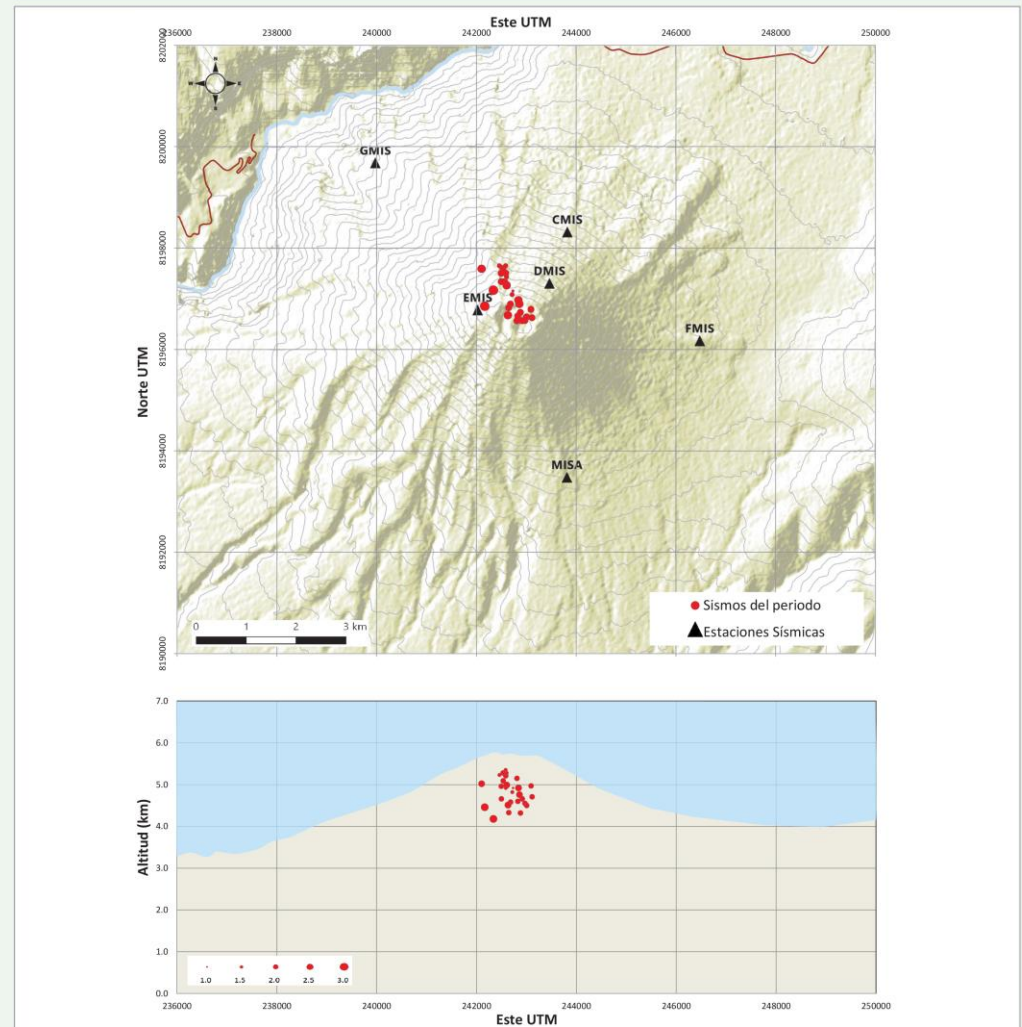 Este UTM
236000 238000 240000 242000 244000 246000 248000 250000
8202000
N
W E
S
8200000
GMIS
CMIS
8198000
DMIS
EMIS
FMIS
8196000
Norte UTM
8194000
MISA
8192000
Sismos del periodo
0 1 2 3 km
Estaciones Sísmicas
8190000
7.0
6.0
5.0
Altitud (km)
4.0
3.0
2.0
1.0
1.0 1.5 2.0 2.5 3.0
0.0
236000 238000 240000 242000 244000 246000 248000 250000
Este UTM